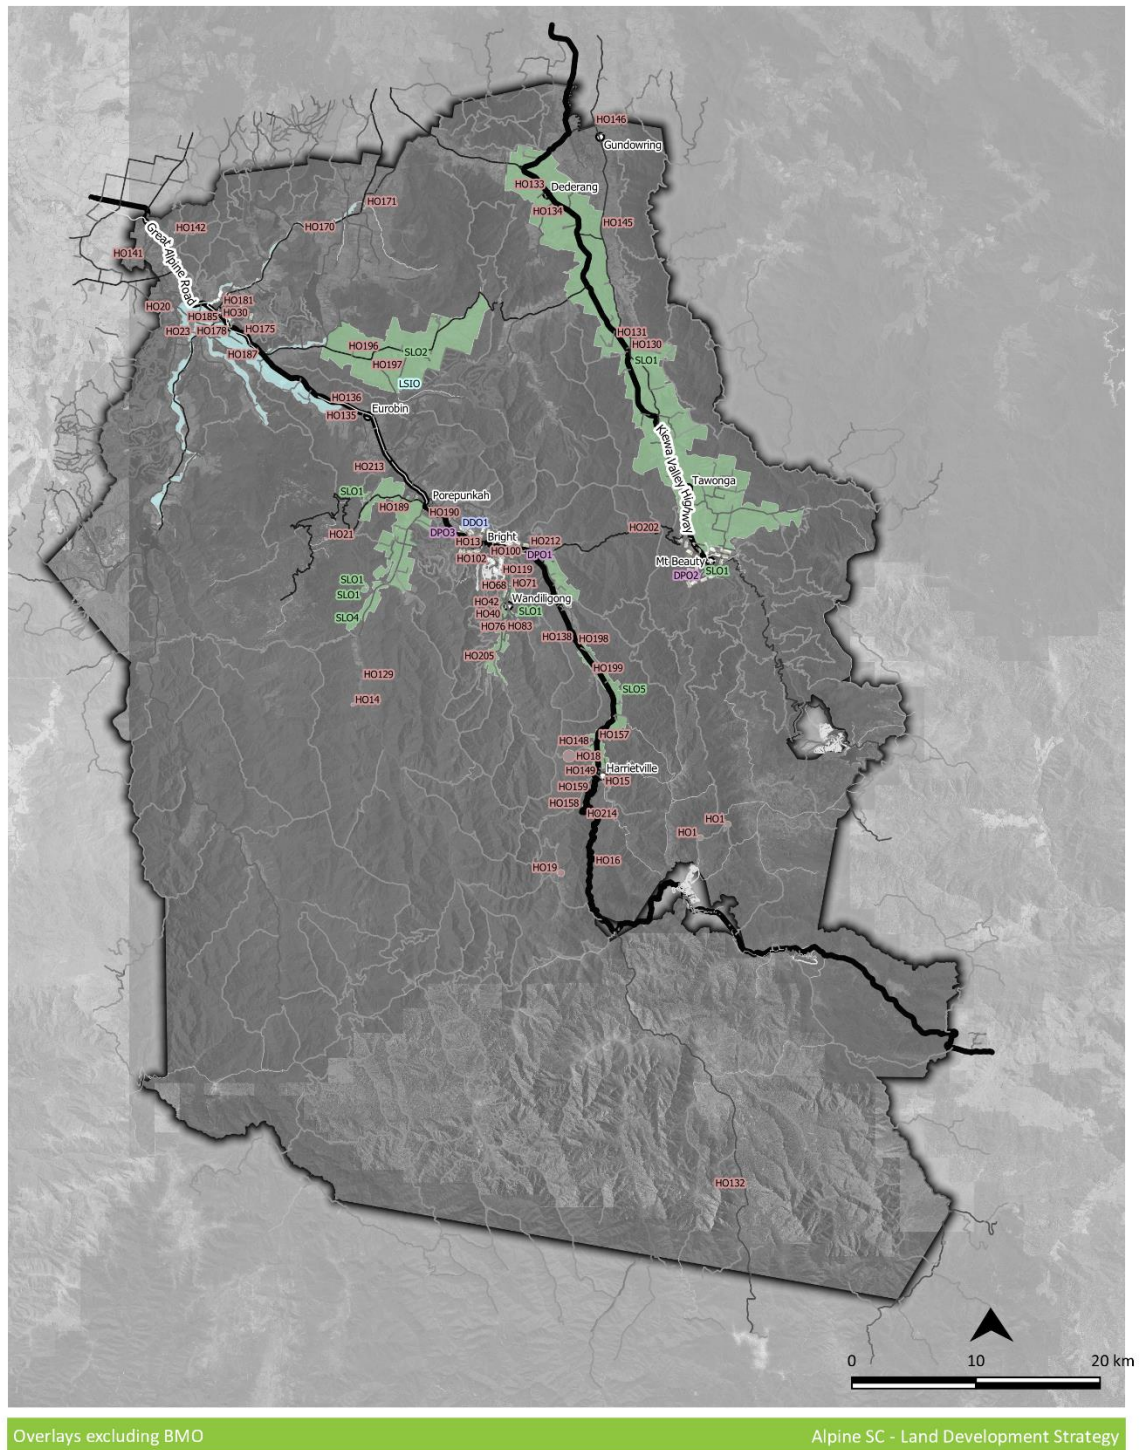 HO146
Gundowring
HO133
Dederang
HO171
HO134
HO145
HO142
HO170
Great Alpine Road
HO141
HO181
HO20
HO30
HO185
HO23
HO178
HO175
HO131
HO130
HO196
SLO2
HO187
SLO1
HO197
LSIO
HO136
Eurobin
HO135
Kiewa Valley Highway
HO213
Tawonga
SLO1
Porepunkah
HO189
HO190
DDO1
HO202
HO21
DPO3
HO13
Bright
HO212
HO100
DPO1
HO102
Mt Beauty
HO119
SLO1
DPO2
SLO1
HO68
HO71
SLO1
HO42
Wandiligong
HO40
SLO1
SLO4
HO76
HO83
HO138
HO198
HO205
HO199
HO129
SLO5
HO14
HO157
HO148
HO18
HO149
Harrietville
HO15
HO159
HO158
HO214
HO1
HO1
HO16
HO19
HO132
0 10 20 km
Overlays excluding BMO
Alpine SC - Land Development Strategy